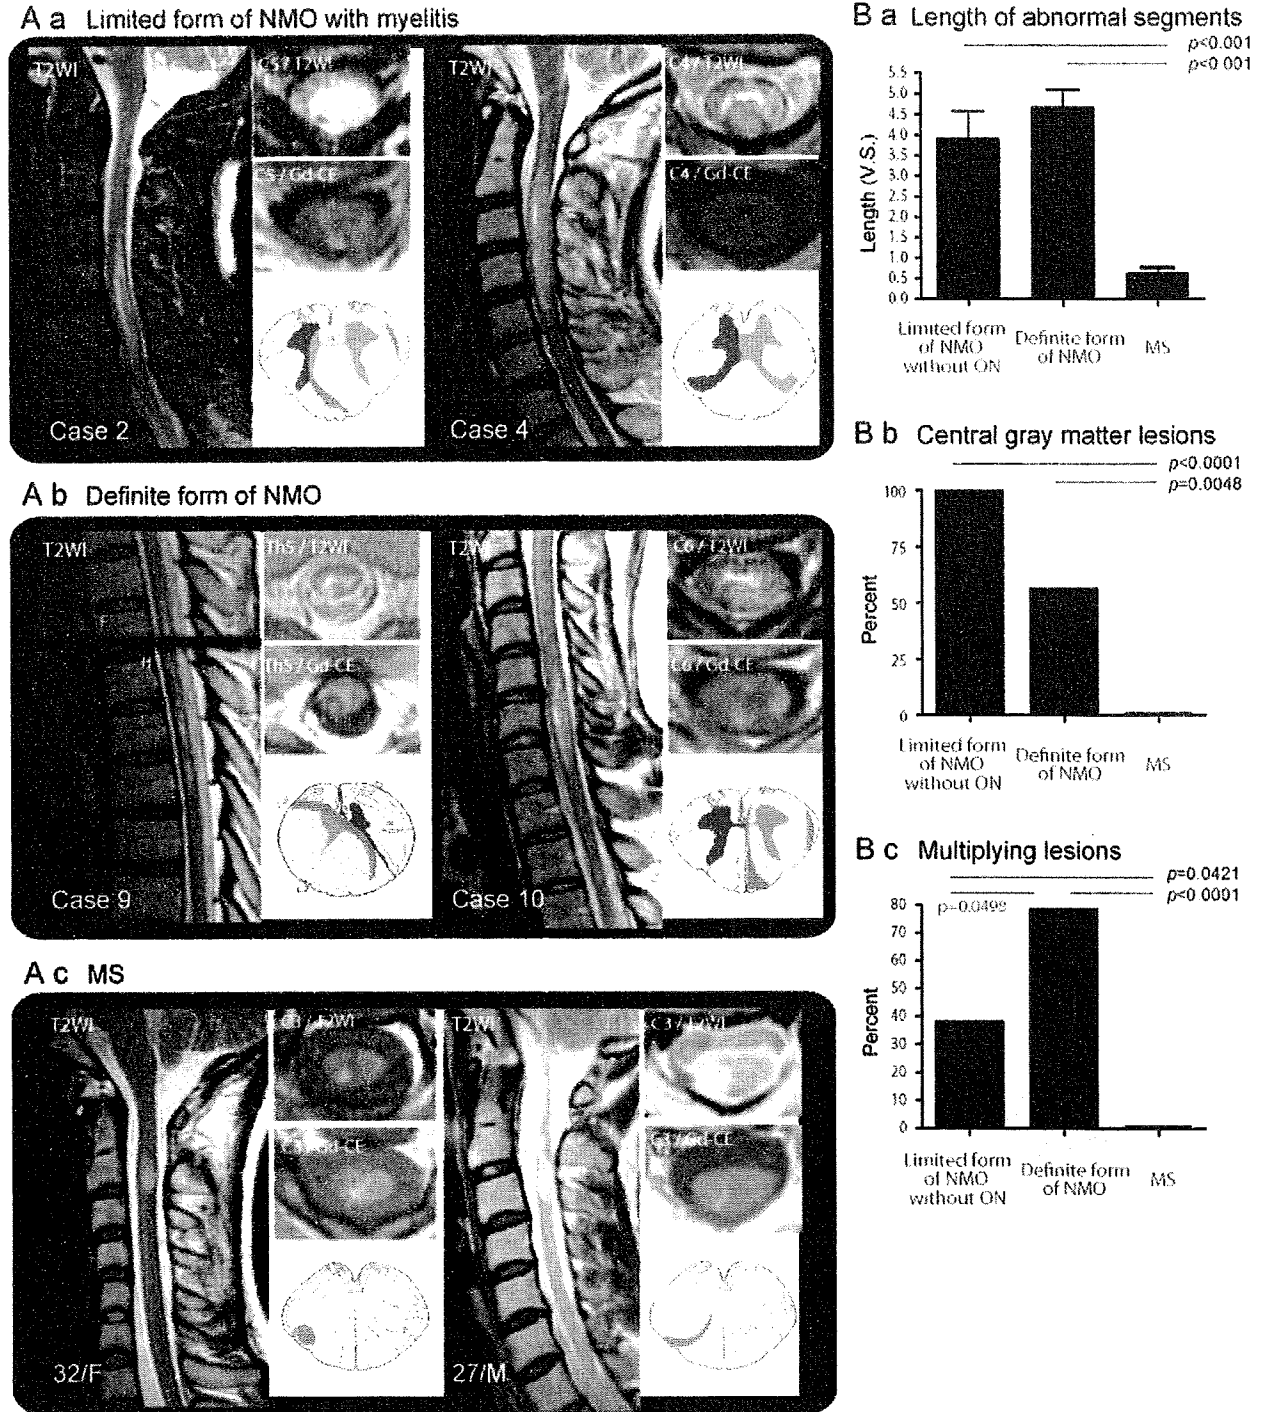 A a Limited form of NMO with myelitis
T2WI
C3 / T2WI
C5 / Gd-CE
Case 2
T2WI
C4 / T2WI
C4 / Gd-CE
Case 4
A b Definite form of NMO
T2WI
Th5 / T2WI
Th5 / Gd-CE
Case 9
T2WI
C6 / T2WI
C6 / Gd-CE
Case 10
A c MS
T2WI
C3 / T2WI
Gd-CE
32/F
T2WI
C3 / T2WI
C3 / Gd-CE
27/M
B a Length of abnormal segments
p<0.001
p<0.001
Length (V.S.)
5.5
5.0
4.5
4.0
3.5
3.0
2.5
2.0
1.5
1.0
0.5
0.0
Limited form
of NMO
without ON
Definite form
of NMO
MS
B b Central gray matter lesions
p<0.0001
p=0.0048
Percent
100
75
50
25
0
Limited form
of NMO
without ON
Definite form
of NMO
MS
B c Multiplying lesions
p=0.0421
p<0.0001
p=0.0498
Percent
80
70
60
50
40
30
20
10
0
Limited form
of NMO
without ON
Definite form
of NMO
MS